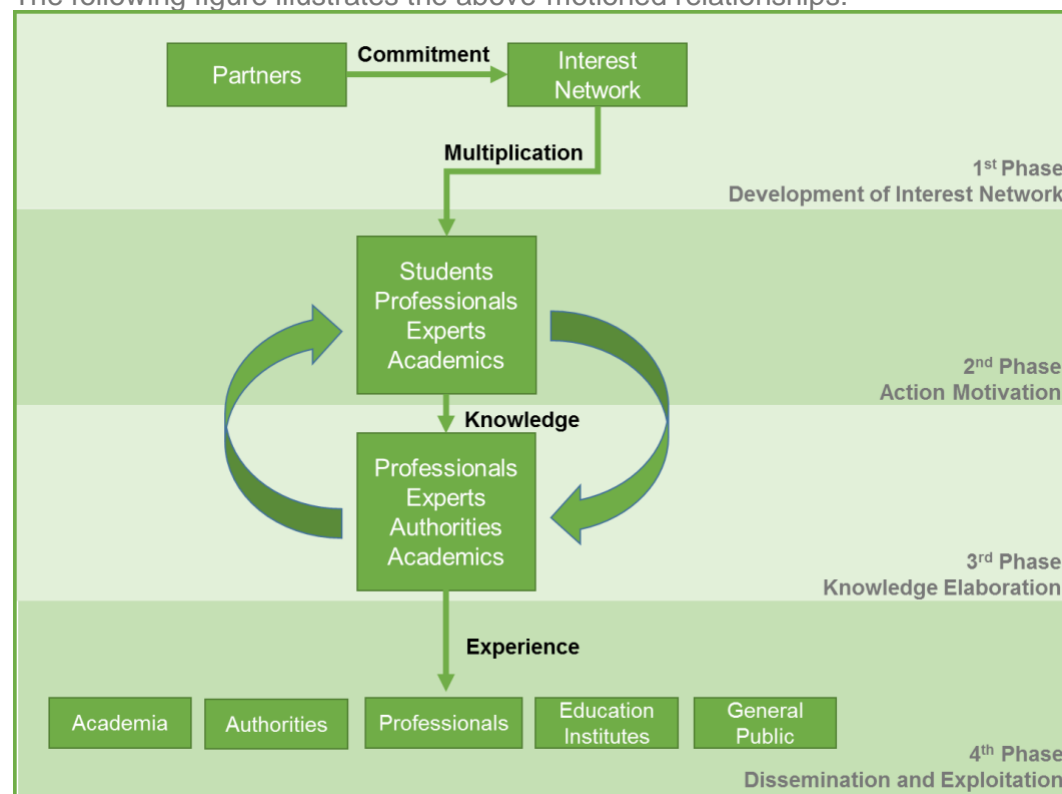 The following figure illustrates the above-motioned relationships.
Commitment
Partners
Interest
Network
Multiplication
1st Phase
Development of Interest Network
Students
Professionals
Experts
Academics
2nd Phase
Action Motivation
Knowledge
Professionals
Experts
Authorities
Academics
3rd Phase
Knowledge Elaboration
Experience
Academia
Authorities
Professionals
Education
Institutes
General
Public
4th Phase
Dissemination and Exploitation